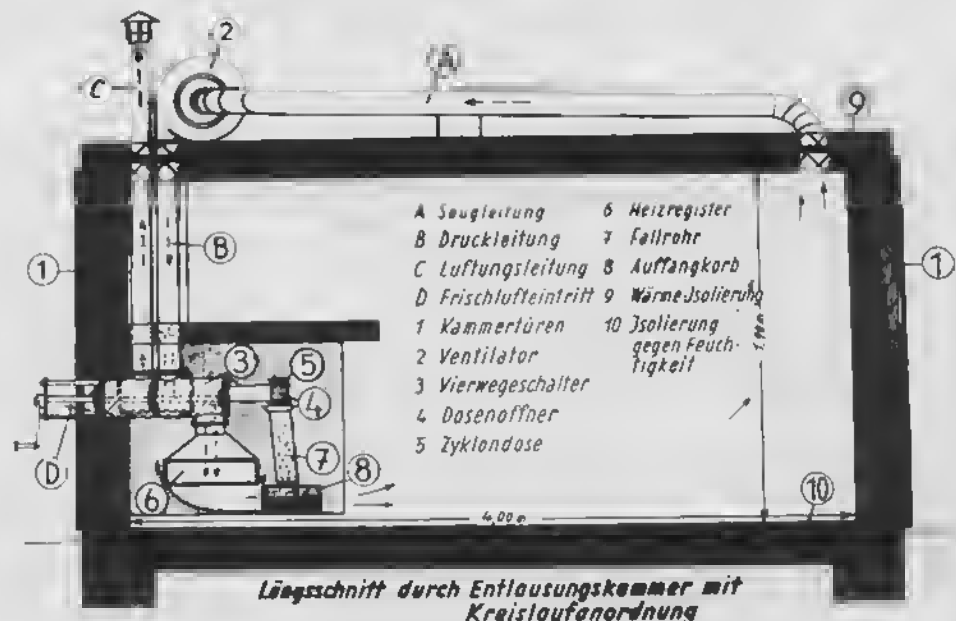 2
A
C
9
A Saugleitung
B Druckleitung
C Luftungsleitung
D Frischlufteintritt
1 Kammertüren
2 Ventilator
3 Vierwegeschalter
4 Dosenoffner
5 Zyklondose
6 Heizregister
7 Fallrohr
8 Auffangkorb
9 Wärme-Jsolierung
10 Jsolierung
gegen Feuch-
tigkeit
1
B
1
3
5
4
D
7
8
6
10
4,00 m
Längsschnitt durch Entlausungskammer mit
Kreislaufanordnung